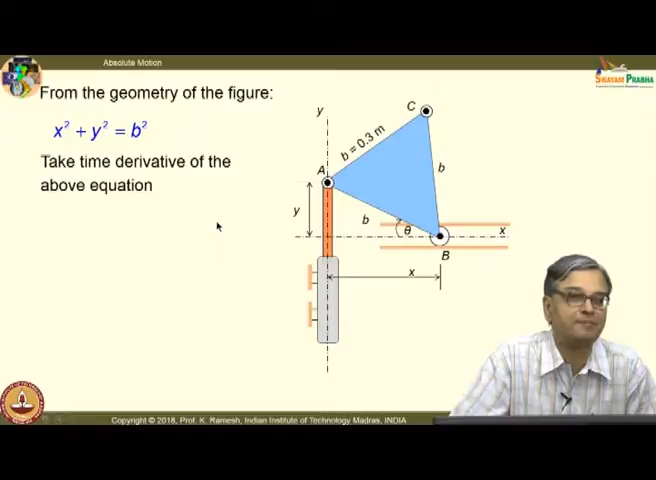 Absolute Motion
SWAYAM PRABHA
From the geometry of the figure:
x² + y² = b²
Take time derivative of the
above equation
y
C
b = 0.3 m
A
b
y
b
θ
x
B
x
Copyright © 2018, Prof. K. Ramesh, Indian Institute of Technology Madras, INDIA